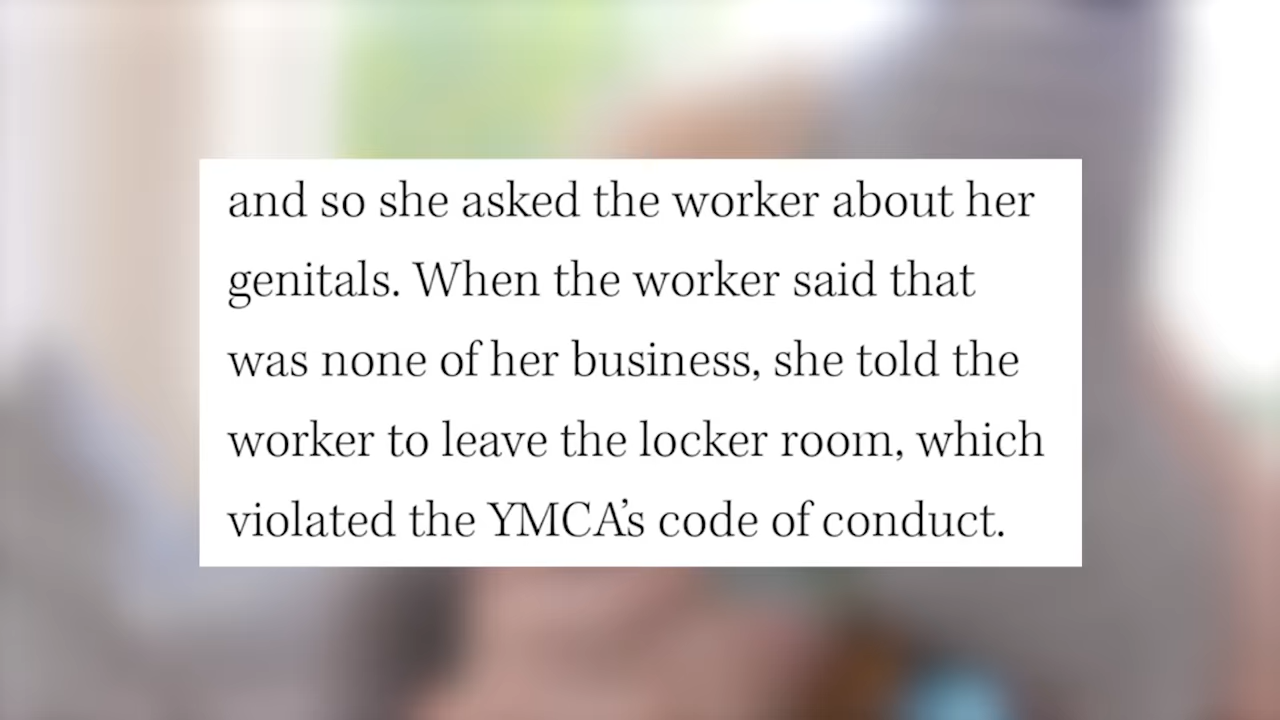 and so she asked the worker about her
genitals. When the worker said that
was none of her business, she told the
worker to leave the locker room, which
violated the YMCA’s code of conduct.